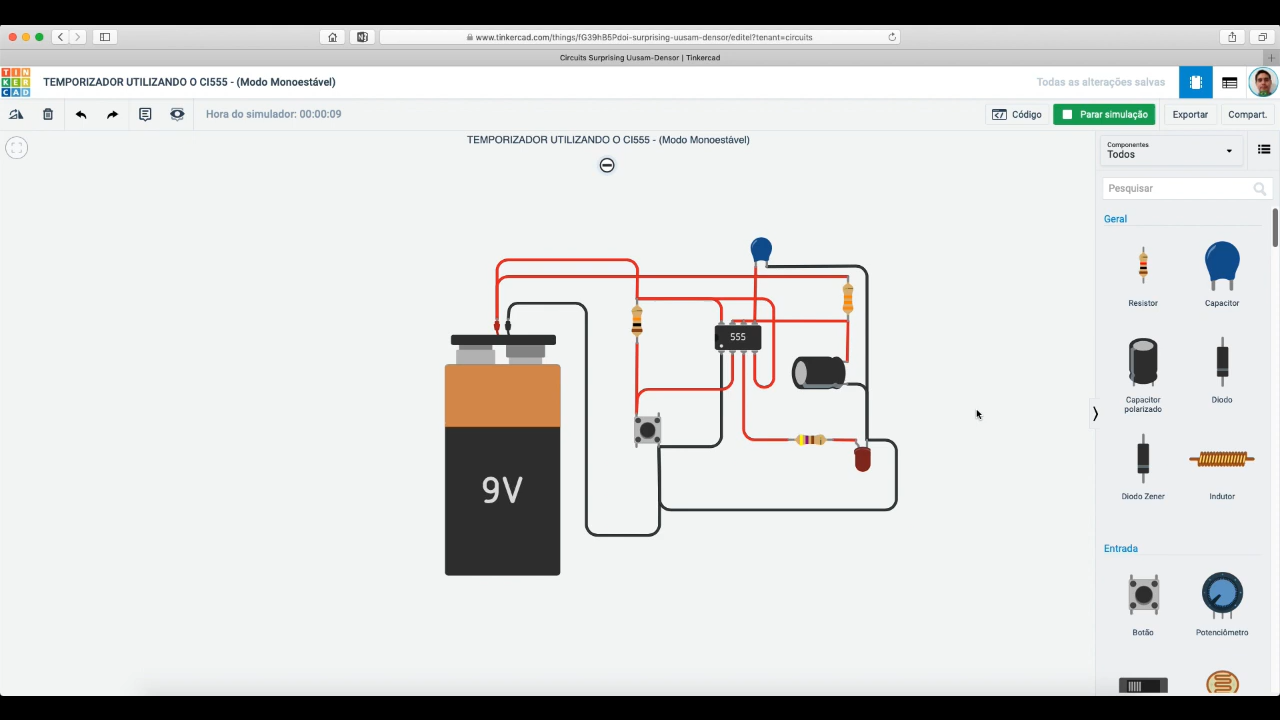 www.tinkercad.com/things/fG39hB5Pdoi-surprising-uusam-densor/editel?tenant=circuits
Circuits Surprising Uusam-Densor | Tinkercad
TIN
KER
CAD
TEMPORIZADOR UTILIZANDO O CI555 - (Modo Monoestável)
Todas as alterações salvas
Hora do simulador: 00:00:09
Código
Parar simulação
Exportar
Compart.
TEMPORIZADOR UTILIZANDO O CI555 - (Modo Monoestável)
Componentes
Todos
Pesquisar
Geral
Resistor
Capacitor
Capacitor
polarizado
Diodo
Diodo Zener
Indutor
Entrada
Botão
Potenciômetro
555
9V